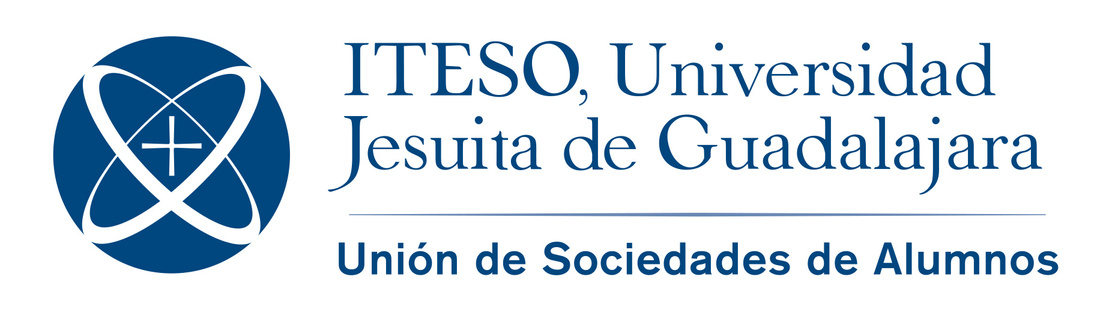 ITESO, Universidad
Jesuita de Guadalajara
Unión de Sociedades de Alumnos